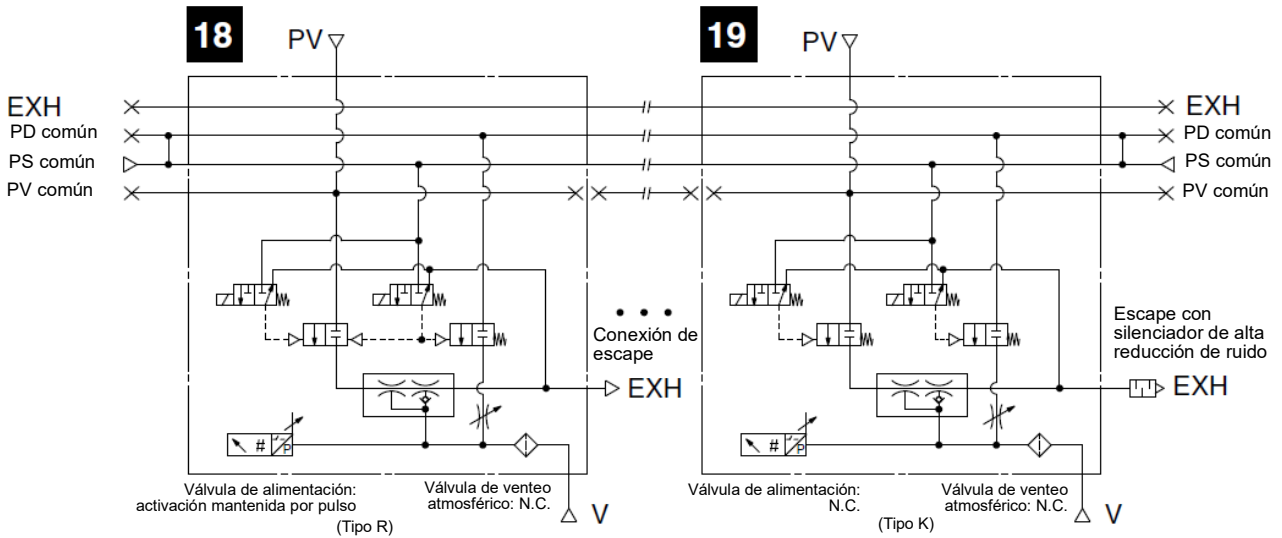 18
PV
19
PV
EXH
EXH
PD común
PD común
PS común
PS común
PV común
PV común
Conexión de
escape
Escape con
silenciador de alta
reducción de ruido
EXH
EXH
#
P
#
P
Válvula de alimentación:
activación mantenida por pulso
Válvula de venteo
atmosférico: N.C.
(Tipo R)
V
Válvula de alimentación:
N.C.
Válvula de venteo
atmosférico: N.C.
(Tipo K)
V